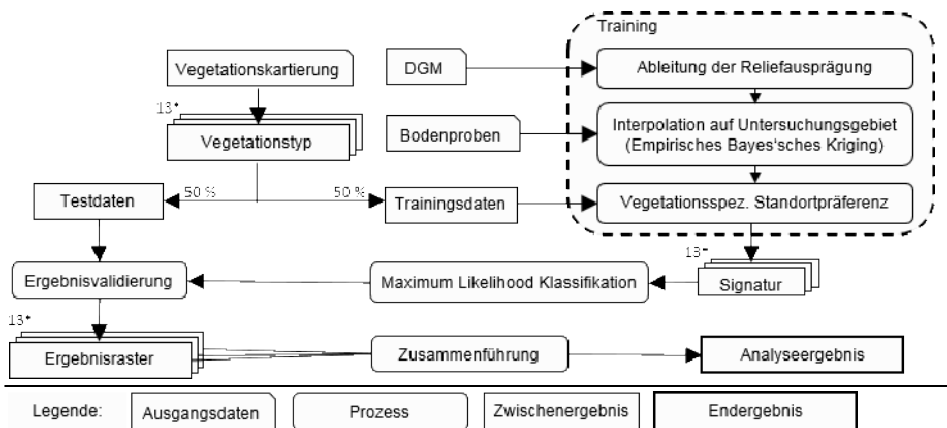 Training
Vegetationskartierung
DGM
Ableitung der Reliefausprägung
13*
Vegetationstyp
Bodenproben
Interpolation auf Untersuchungsgebiet
(Empirisches Bayes'sches Kriging)
50 %
50 %
Testdaten
Trainingsdaten
Vegetationsspez. Standortpräferenz
13*
Ergebnisvalidierung
Maximum Likelihood Klassifikation
Signatur
13*
Ergebnisraster
Zusammenführung
Analyseergebnis
Legende:
Ausgangsdaten
Prozess
Zwischenergebnis
Endergebnis